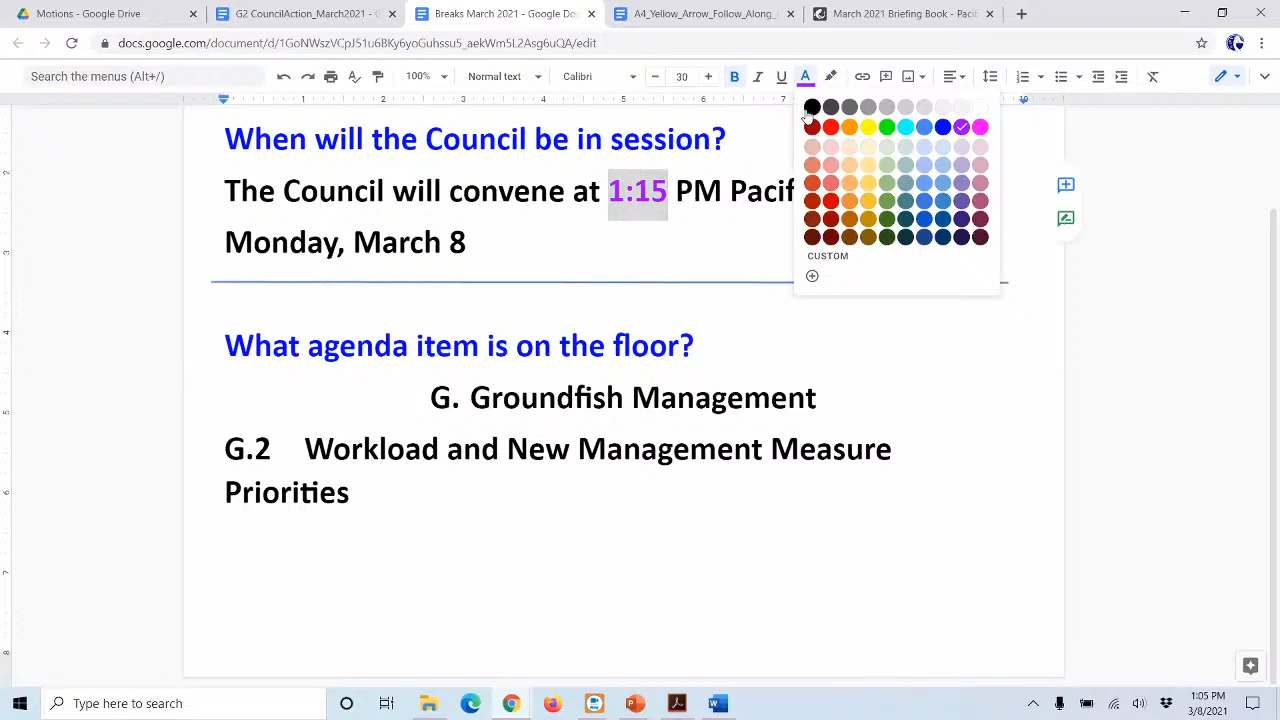 Motions - Google Drive
G2 CouncilAction_March2021 - G
Breaks March 2021 - Google Docs
A4_Yellow_Arrow_Follow_Along_
March 2021 Briefing Book - Pacif
docs.google.com/document/d/1GoNWszVCpJ51u6BKy6yoGuhssu5_aekWm5L2Asg6uQA/edit
Search the menus (Alt+/)
100%
Normal text
Calibri
30
When will the Council be in session?
The Council will convene at 1:15 PM Pacif
Monday, March 8
CUSTOM
What agenda item is on the floor?
G. Groundfish Management
G.2 Workload and New Management Measure
Priorities
Type here to search
1:05 PM
3/8/2021